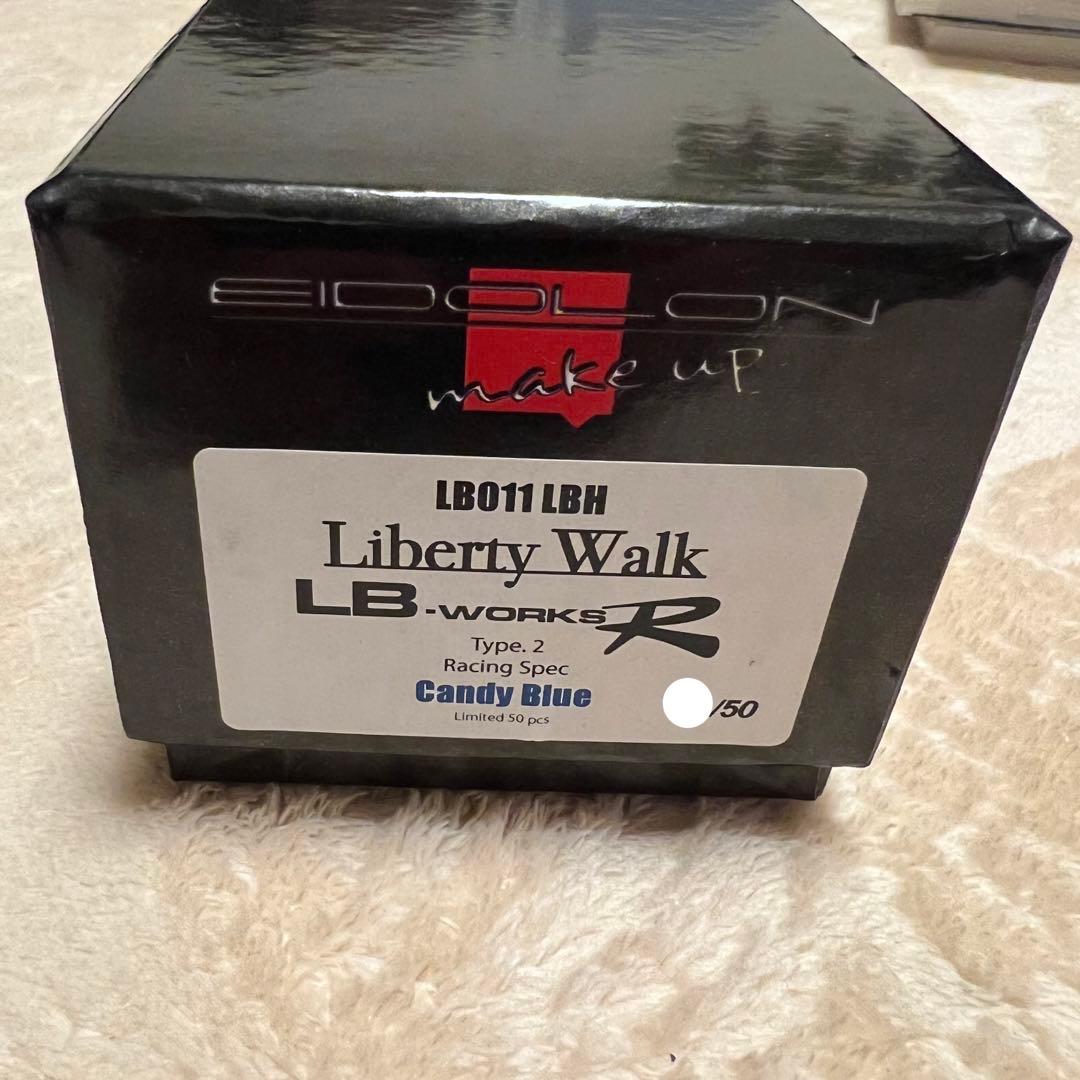 EIDOLON
make up
LB011 LBH
Liberty Walk
LB-WORKS R
Type. 2
Racing Spec
Candy Blue
Limited 50 pcs
/50